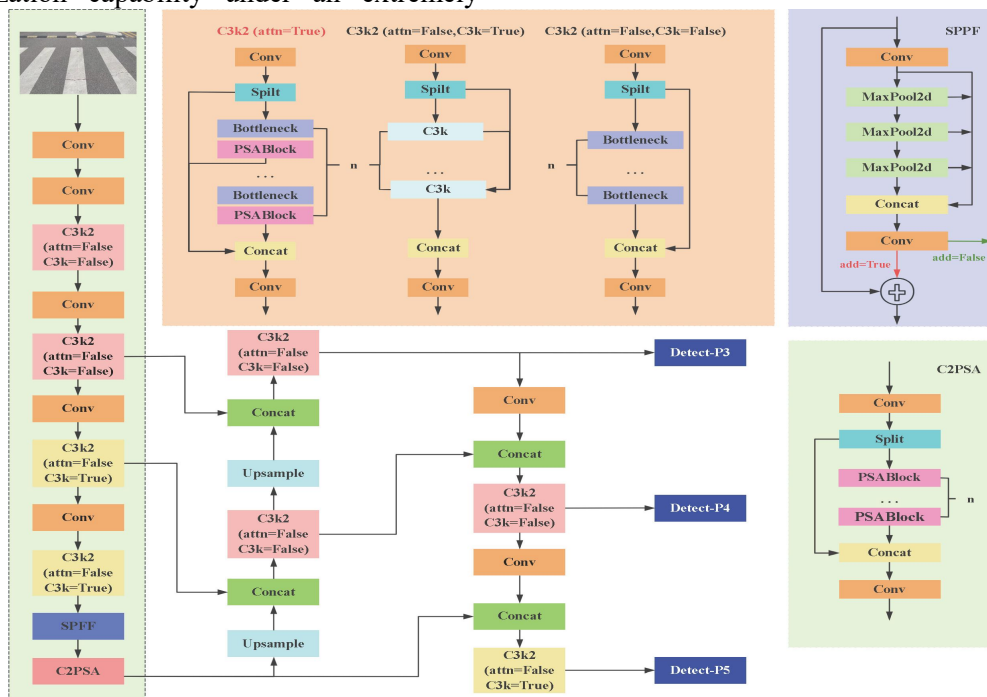 zation capability under an extremely
Conv
Conv
C3k2
(attn=False
C3k=False)
Conv
C3k2
(attn=False
C3k=False)
Conv
C3k2
(attn=False
C3k=True)
Conv
C3k2
(attn=False
C3k=True)
SPFF
C2PSA
C3k2 (attn=True)
Conv
Spilt
Bottleneck
PSABlock
...
Bottleneck
PSABlock
n
Concat
Conv
C3k2 (attn=False,C3k=True)
Conv
Spilt
C3k
...
C3k
Concat
Conv
C3k2 (attn=False,C3k=False)
Conv
Spilt
n
Bottleneck
...
Bottleneck
Concat
Conv
SPPF
Conv
MaxPool2d
MaxPool2d
MaxPool2d
Concat
Conv
add=True
add=False
C3k2
(attn=False
C3k=False)
Concat
Upsample
C3k2
(attn=False
C3k=False)
Concat
Upsample
Detect-P3
Conv
Concat
C3k2
(attn=False
C3k=False)
Detect-P4
Conv
Concat
C3k2
(attn=False
C3k=True)
Detect-P5
C2PSA
Conv
Split
PSABlock
...
PSABlock
n
Concat
Conv